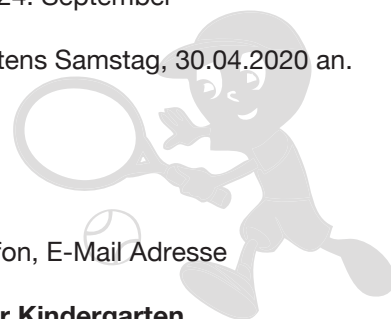 24. September
tens Samstag, 30.04.2020 an.
fon, E-Mail Adresse
r Kindergarten